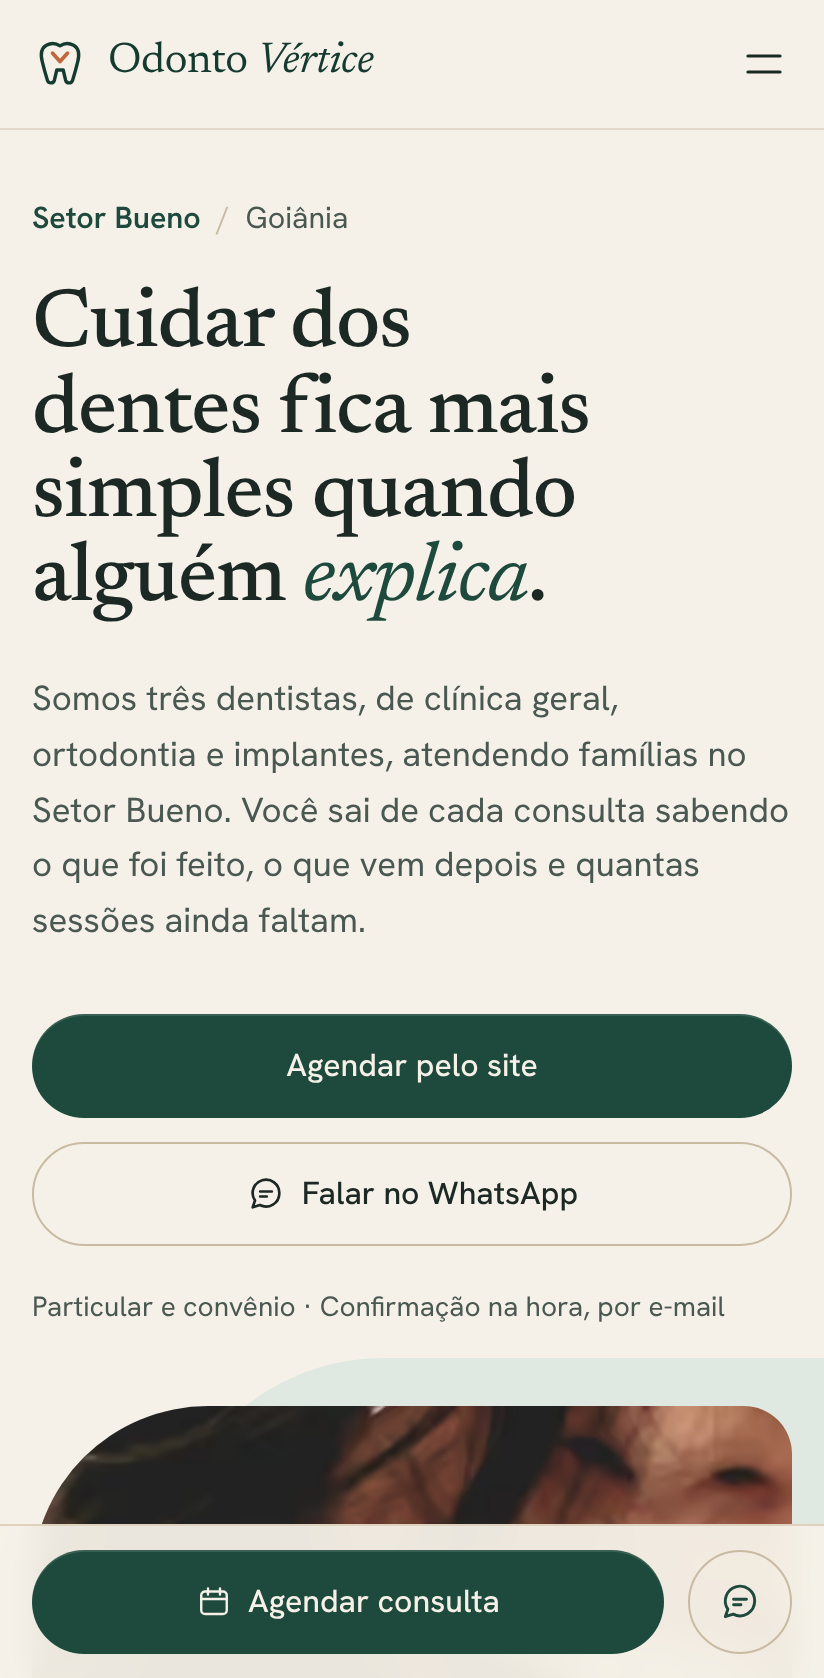 Odonto Vértice
Setor Bueno / Goiânia
Cuidar dos
dentes fica mais
simples quando
alguém explica.
Somos três dentistas, de clínica geral,
ortodontia e implantes, atendendo famílias no
Setor Bueno. Você sai de cada consulta sabendo
o que foi feito, o que vem depois e quantas
sessões ainda faltam.
Agendar pelo site
Falar no WhatsApp
Particular e convênio · Confirmação na hora, por e-mail
Agendar consulta